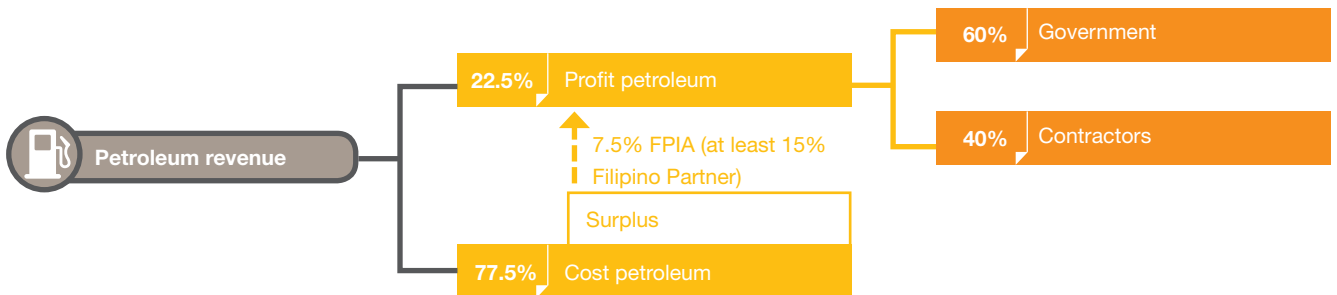 Petroleum revenue
22.5% Profit petroleum
7.5% FPIA (at least 15%
Filipino Partner)
Surplus
77.5% Cost petroleum
60% Government
40% Contractors